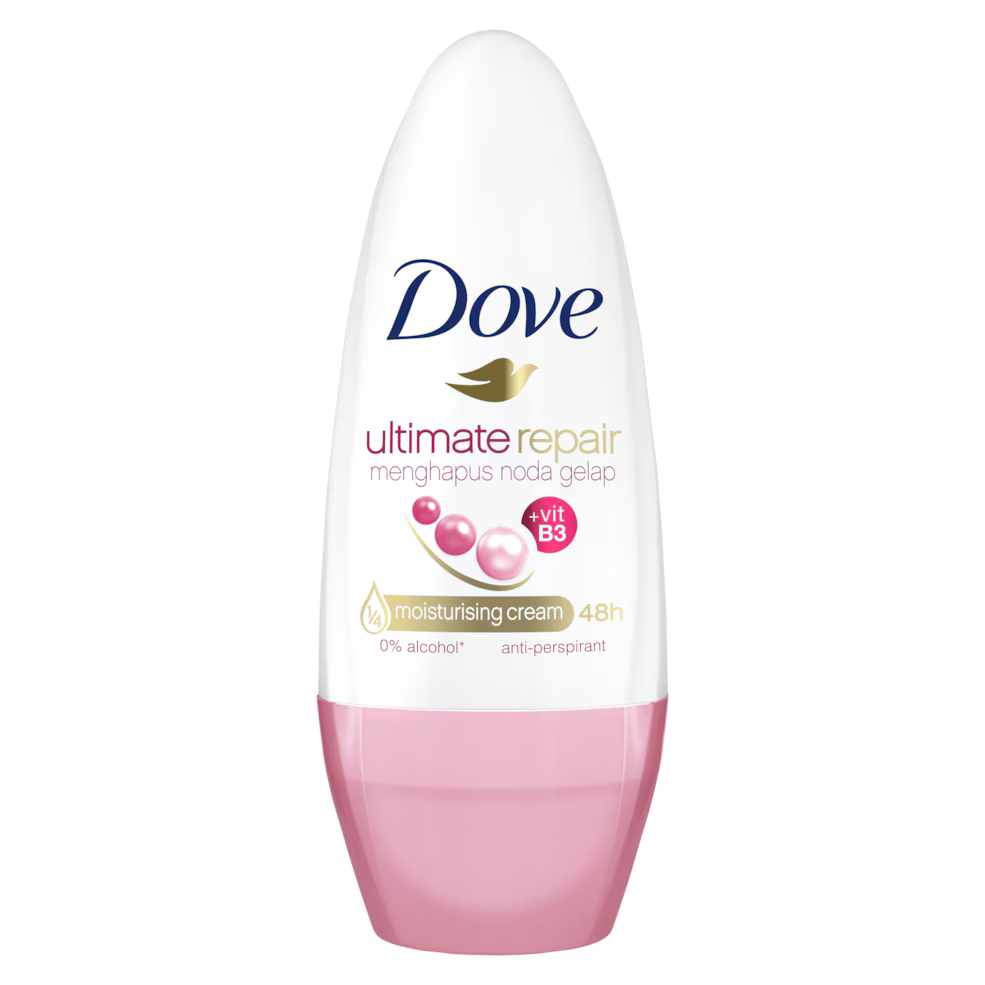 Dove
ultimate repair
menghapus noda gelap
+vit
B3
1/4 moisturising cream 48h
0% alcohol* anti-perspirant